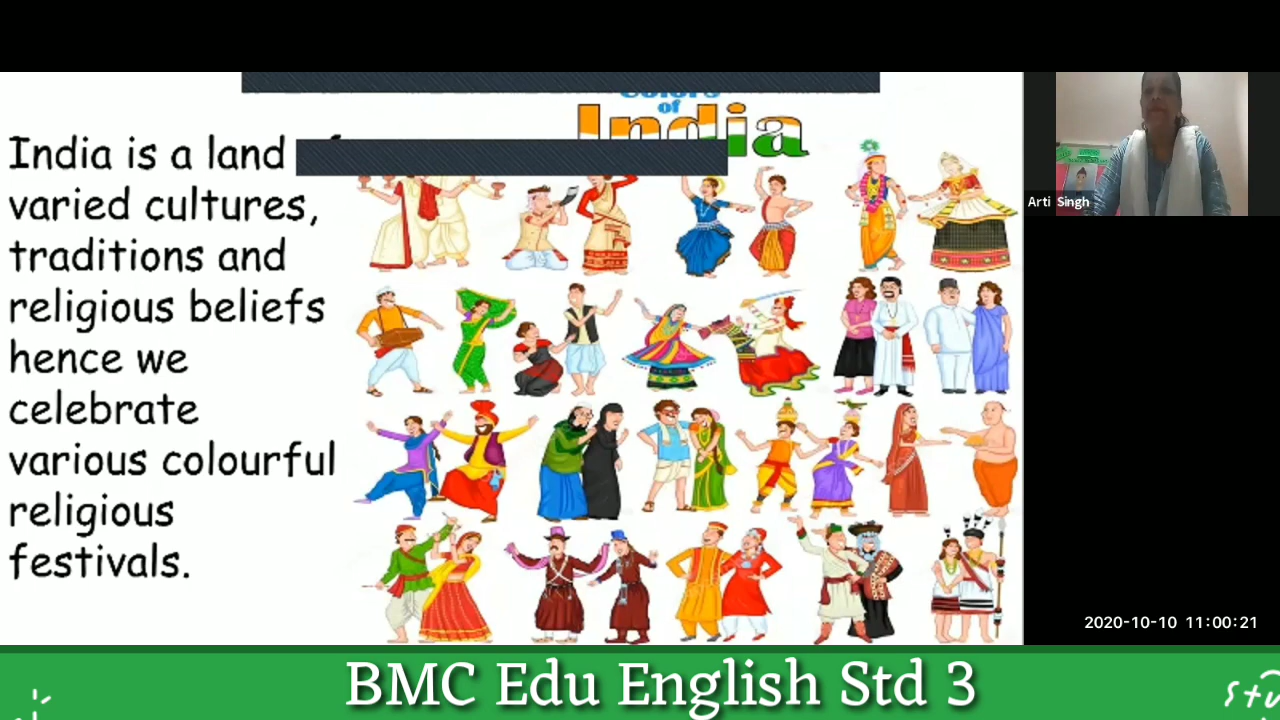 Colors
of
India
India is a land of
varied cultures,
traditions and
religious beliefs
hence we
celebrate
various colourful
religious
festivals.
Arti Singh
2020-10-10 11:00:21
BMC Edu English Std 3